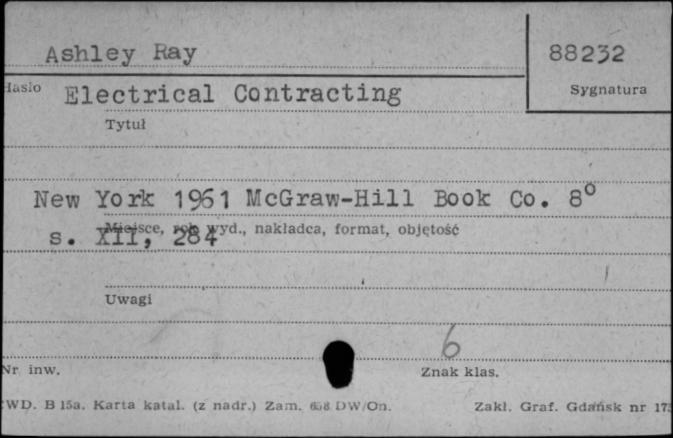 Ashley Ray
88232
Hasło
Sygnatura
Electrical Contracting
Tytuł
New York 1961 McGraw-Hill Book Co. 8°
Miejsce, rok wyd., nakładca, format, objętość
s. XII, 284
Uwagi
6
Nr inw.
Znak klas.
WD. B 15a. Karta katal. (z nadr.) Zam. 658 DW/On.
Zakł. Graf. Gdańsk nr 175